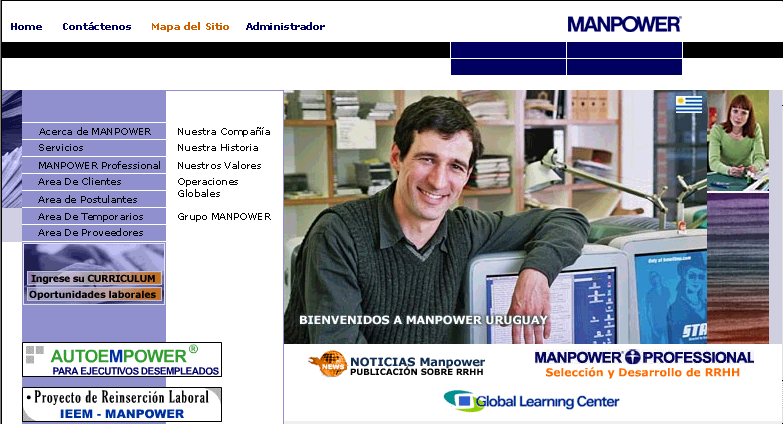 Home Contáctenos Mapa del Sitio Administrador
MANPOWER®
Acerca de MANPOWER
Servicios
MANPOWER Professional
Area De Clientes
Area de Postulantes
Area De Temporarios
Area De Proveedores
Nuestra Compañía
Nuestra Historia
Nuestros Valores
Operaciones
Globales
Grupo MANPOWER
Ingrese su CURRICULUM
Oportunidades laborales
AUTOEMPOWER®
PARA EJECUTIVOS DESEMPLEADOS
• Proyecto de Reinserción Laboral
IEEM - MANPOWER
BIENVENIDOS A MANPOWER URUGUAY
NEWS
NOTICIAS Manpower
PUBLICACIÓN SOBRE RRHH
MANPOWER PROFESSIONAL
Selección y Desarrollo de RRHH
Global Learning Center